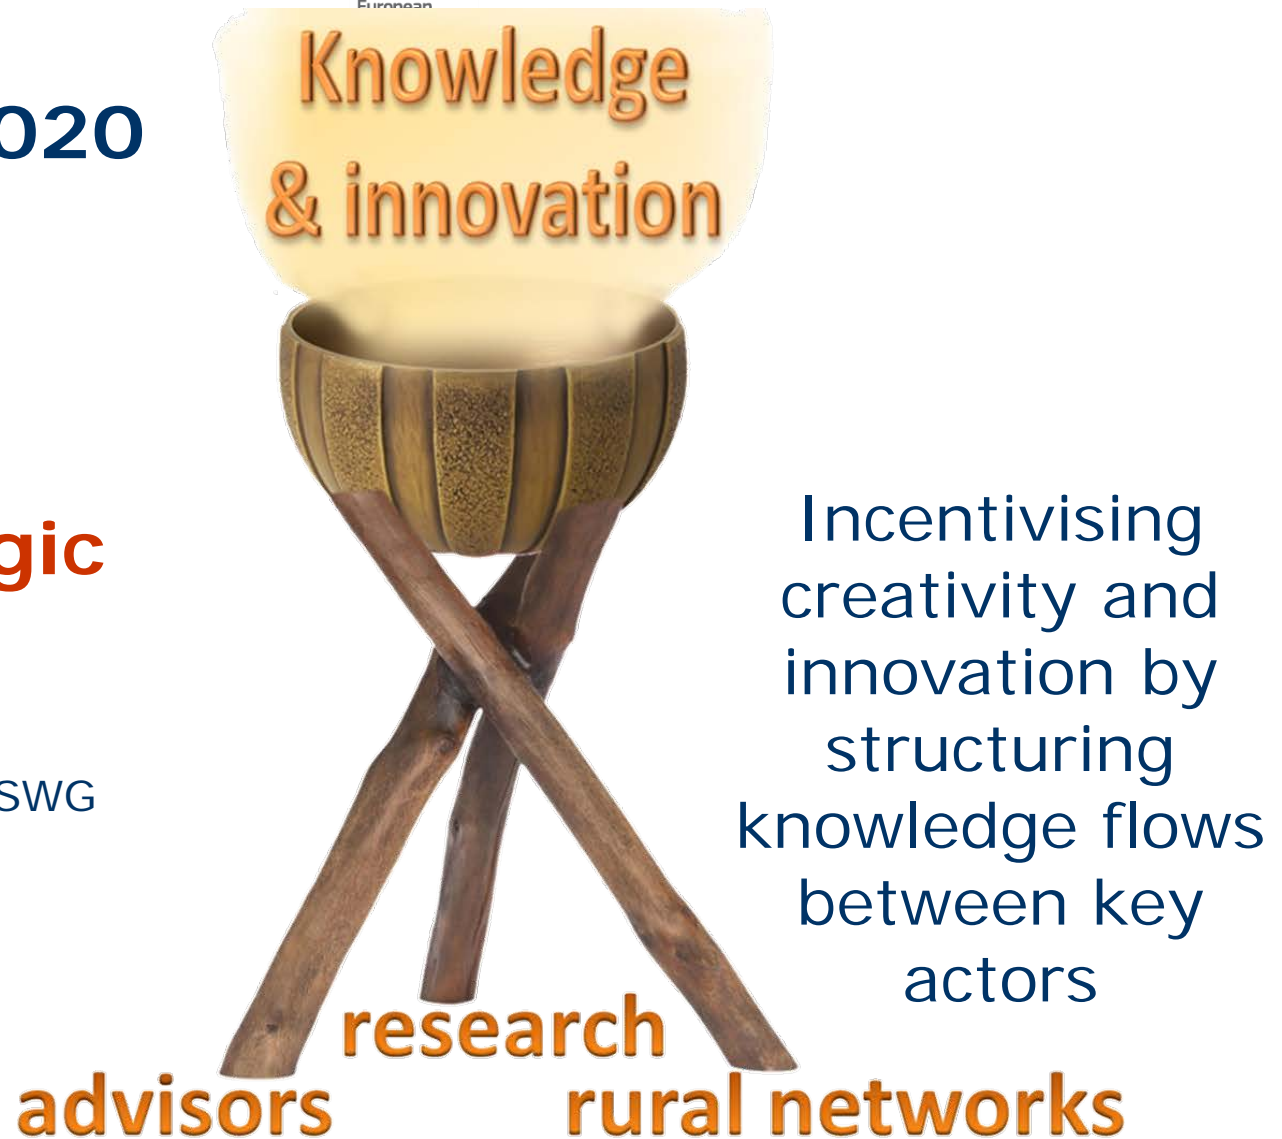 European
Knowledge
& innovation
020
gic
SWG
Incentivising
creativity and
innovation by
structuring
knowledge flows
between key
actors
research
advisors
rural networks